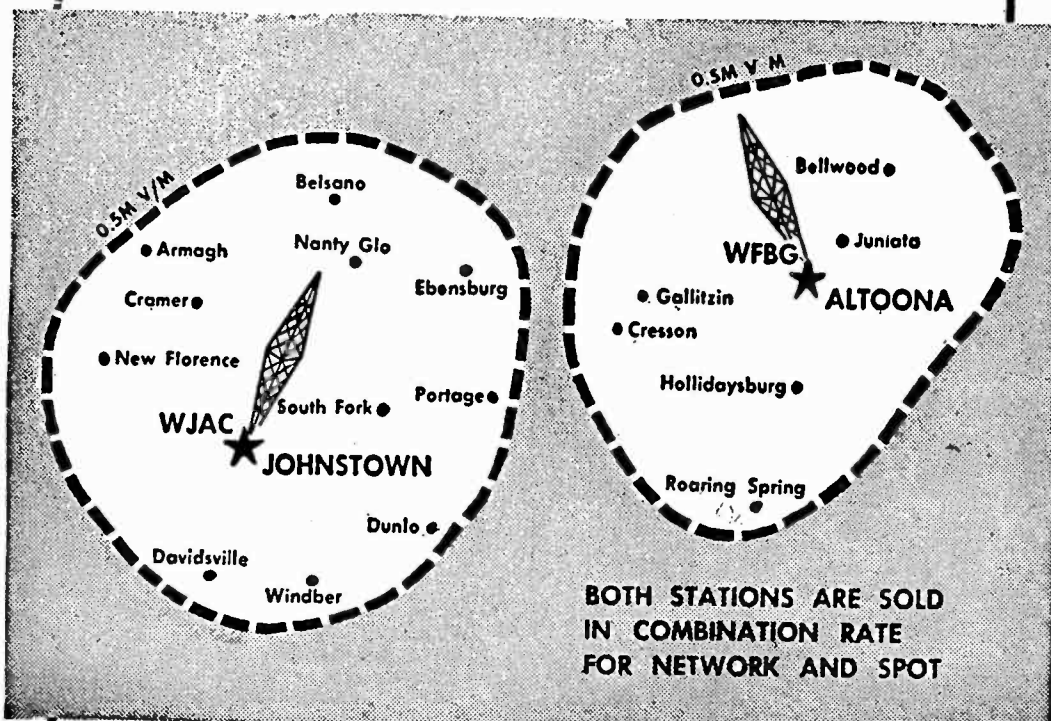 0.5M V/M
Belsano
Armagh
Nanty Glo
Ebensburg
Cramer
New Florence
South Fork
Portage
WJAC
JOHNSTOWN
Dunlo
Davidsville
Windber
0.5M V M
Bellwood
Juniata
WFBG
ALTOONA
Gallitzin
Cresson
Hollidaysburg
Roaring Spring
BOTH STATIONS ARE SOLD
IN COMBINATION RATE
FOR NETWORK AND SPOT